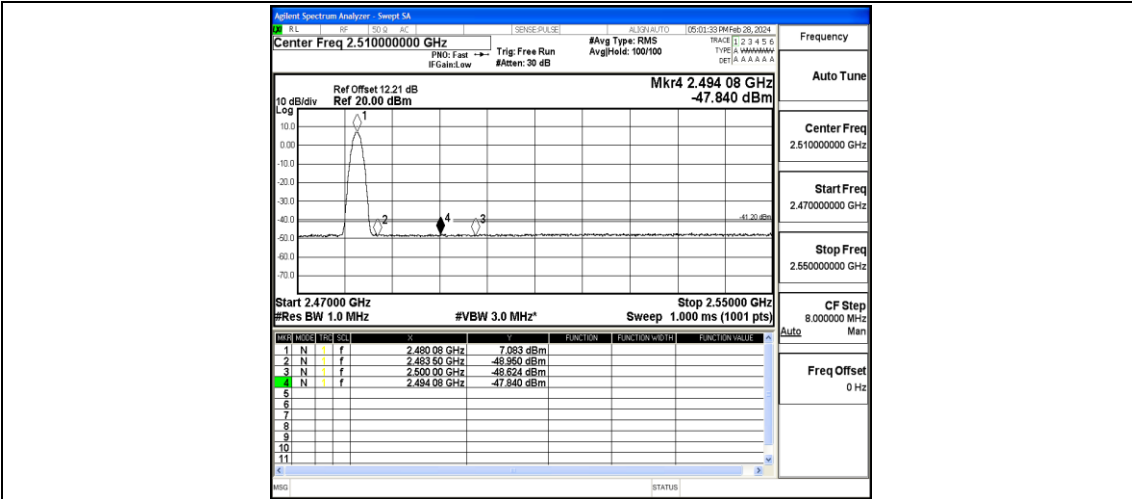 Agilent Spectrum Analyzer - Swept SA
RL RF 50 Ω AC SENSE:PULSE ALIGNAUTO 05:01:33 PM Feb 28, 2024
Center Freq 2.510000000 GHz
PNO: Fast
IFGain:Low
Trig: Free Run
#Atten: 30 dB
#Avg Type: RMS
Avg|Hold: 100/100
TRACE 1 2 3 4 5 6
TYPE A WWWWW
DET A A A A A A
Mkr4 2.494 08 GHz
-47.840 dBm
Ref Offset 12.21 dB
10 dB/div Ref 20.00 dBm
Log
10.0
0.00
-10.0
-20.0
-30.0
-40.0
-50.0
-60.0
-70.0
1
2
4
3
-41.20 dBm
Start 2.47000 GHz Stop 2.55000 GHz
#Res BW 1.0 MHz #VBW 3.0 MHz* Sweep 1.000 ms (1001 pts)
MKR MODE TRC SCL X Y FUNCTION FUNCTION WIDTH FUNCTION VALUE
1 N 1 f 2.480 08 GHz 7.083 dBm
2 N 1 f 2.483 50 GHz -48.950 dBm
3 N 1 f 2.500 00 GHz -48.624 dBm
4 N 1 f 2.494 08 GHz -47.840 dBm
5
6
7
8
9
10
11
MSG STATUS
Frequency
Auto Tune
Center Freq
2.510000000 GHz
Start Freq
2.470000000 GHz
Stop Freq
2.550000000 GHz
CF Step
8.000000 MHz
Auto Man
Freq Offset
0 Hz